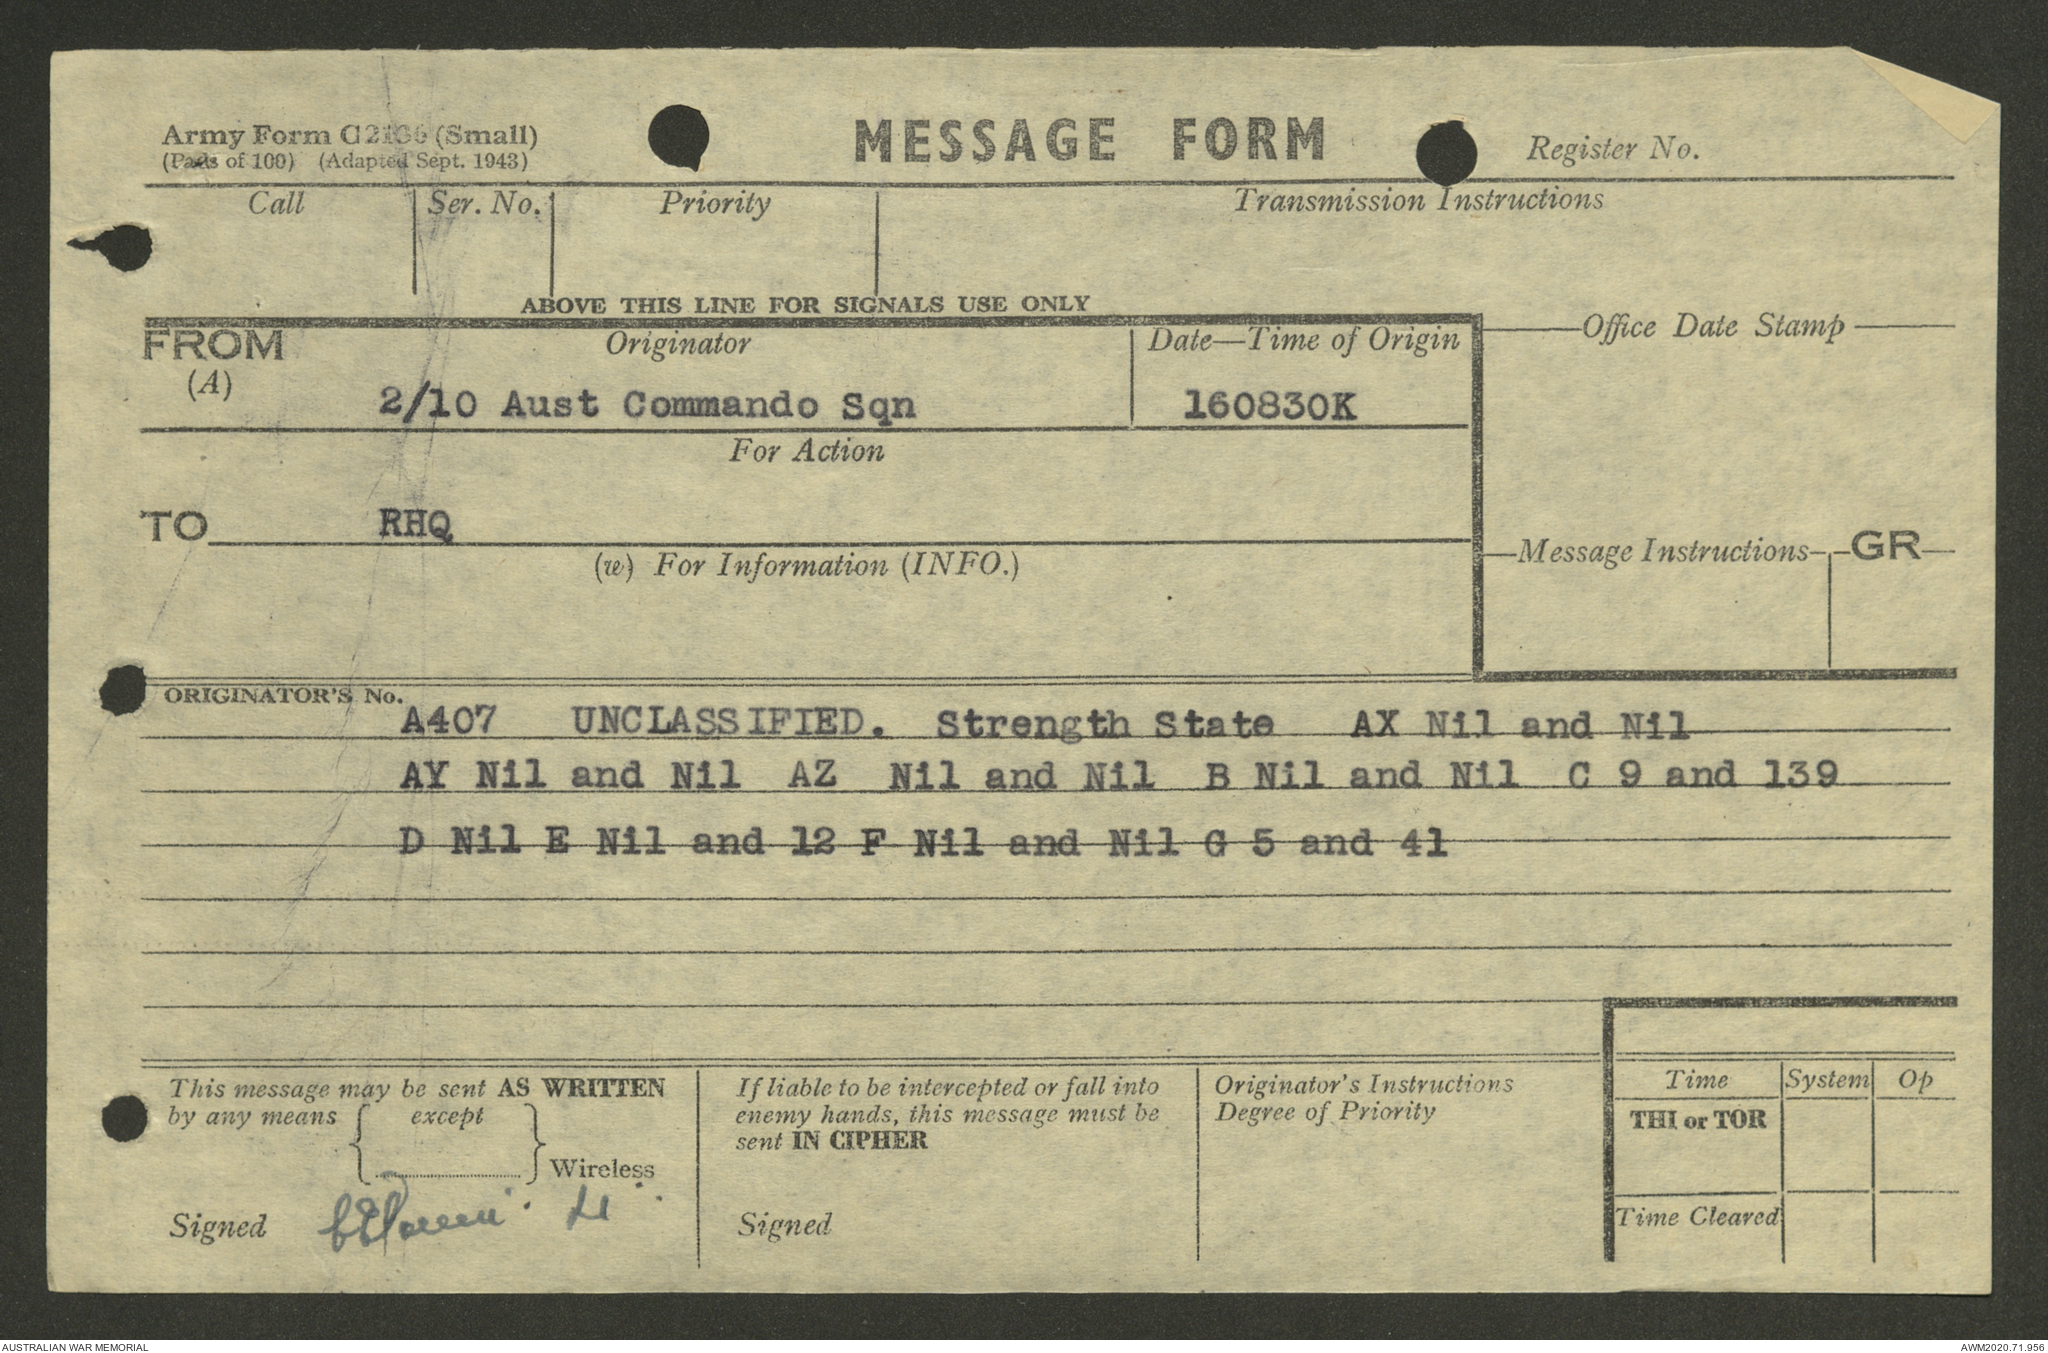 Army Form C2136 (Small)
(Pads of 100) (Adapted Sept. 1943)
MESSAGE FORM
Register No.
Call
Ser. No.
Priority
Transmission Instructions
ABOVE THIS LINE FOR SIGNALS USE ONLY
FROM
(A)
Originator
Date—Time of Origin
Office Date Stamp
2/10 Aust Commando Sqn
160830K
For Action
TO
RHQ
(w) For Information (INFO.)
Message Instructions
GR
ORIGINATOR'S No.
A407 UNCLASSIFIED. Strength State AX Nil and Nil
AY Nil and Nil AZ Nil and Nil B Nil and Nil C 9 and 139
D Nil E Nil and 12 F Nil and Nil G 5 and 41
This message may be sent AS WRITTEN
by any means except
Wireless
Signed
Lt
If liable to be intercepted or fall into
enemy hands, this message must be
sent IN CIPHER
Signed
Originator's Instructions
Degree of Priority
Time System Op
THI or TOR
Time Cleared
AUSTRALIAN WAR MEMORIAL
AWM2020.71.956